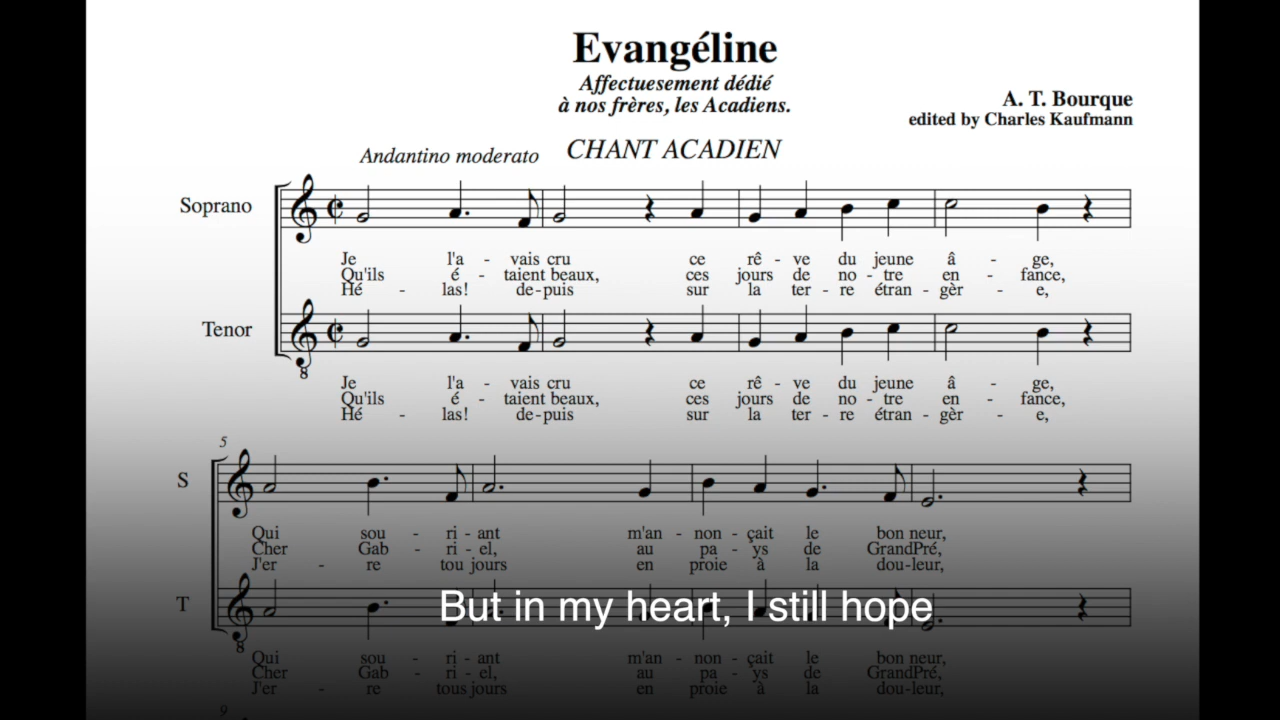 Evangéline
Affectuesement dédié
à nos frères, les Acadiens.
A. T. Bourque
edited by Charles Kaufmann
Andantino moderato
CHANT ACADIEN
Soprano
Je l'a - vais cru ce rê - ve du jeune â - ge,
Qu'ils é - taient beaux, ces jours de no - tre en - fance,
Hé - las! de-puis sur la ter - re étran - gèr - e,
Tenor
8
Je l'a - vais cru ce rê - ve du jeune â - ge,
Qu'ils é - taient beaux, ces jours de no - tre en - fance,
Hé - las! de-puis sur la ter - re étran - gèr - e,
5
S
Qui sou - ri - ant m'an - non - çait le bon neur,
Cher Gab - ri - el, au pa - ys de GrandPré,
J'er - re tou jours en proie à la dou-leur,
T
But in my heart, I still hope
8
Qui sou - ri - ant m'an - non - çait le bon neur,
Cher Gab - ri - el, au pa - ys de GrandPré,
J'er - re tous jours en proie à la dou-leur,
9